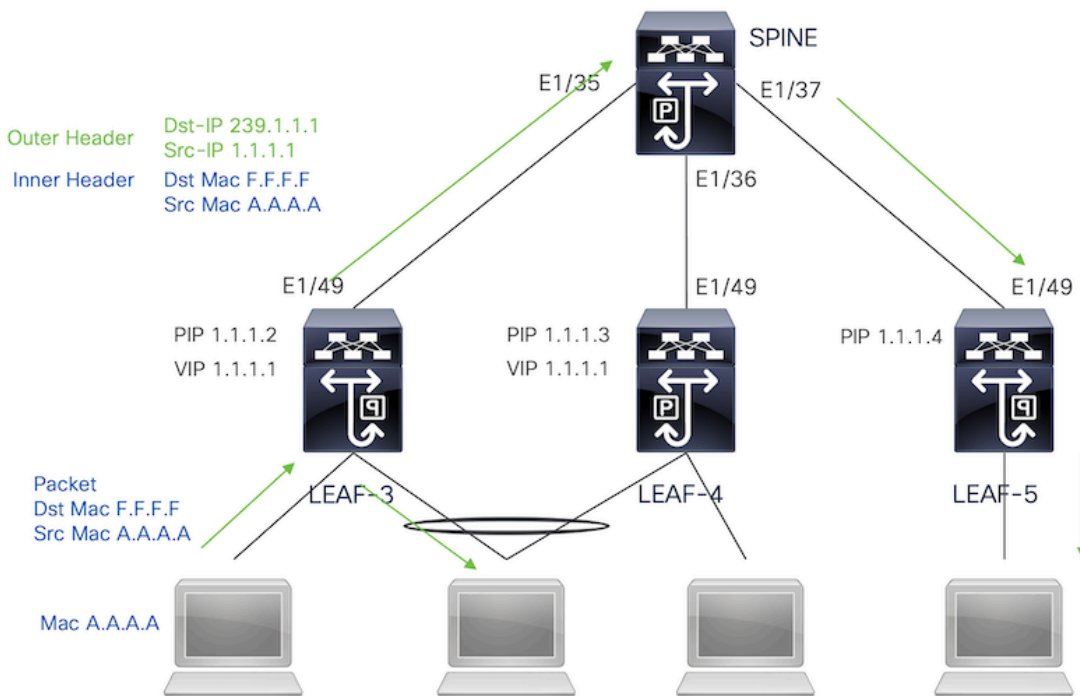 SPINE
E1/35
E1/37
Outer Header
Dst-IP 239.1.1.1
Src-IP 1.1.1.1
Inner Header
Dst Mac F.F.F.F
Src Mac A.A.A.A
P
E1/36
E1/49
E1/49
E1/49
PIP 1.1.1.2
VIP 1.1.1.1
PIP 1.1.1.3
VIP 1.1.1.1
PIP 1.1.1.4
P
P
P
Packet
Dst Mac F.F.F.F
Src Mac A.A.A.A
LEAF-3
LEAF-4
LEAF-5
Mac A.A.A.A